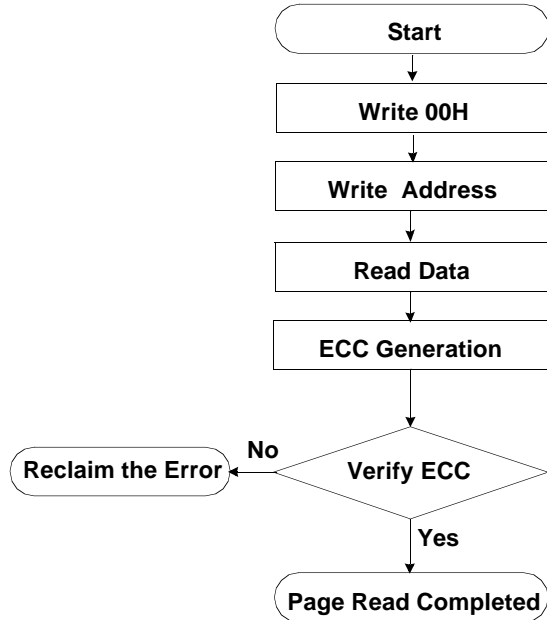 Start
Write 00H
Write Address
Read Data
ECC Generation
No
Reclaim the Error
Verify ECC
Yes
Page Read Completed